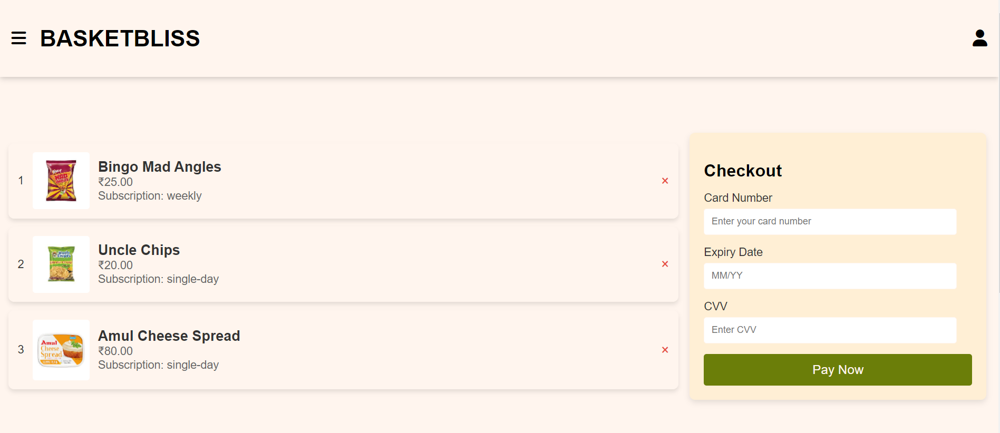 BASKETBLISS
1
Bingo Mad Angles
₹25.00
Subscription: weekly
×
2
Uncle Chips
Uncle Chipps
₹20.00
Subscription: single-day
×
3
Amul
Cheese
Spread
Amul Cheese Spread
₹80.00
Subscription: single-day
×
Checkout
Card Number
Enter your card number
Expiry Date
MM/YY
CVV
Enter CVV
Pay Now